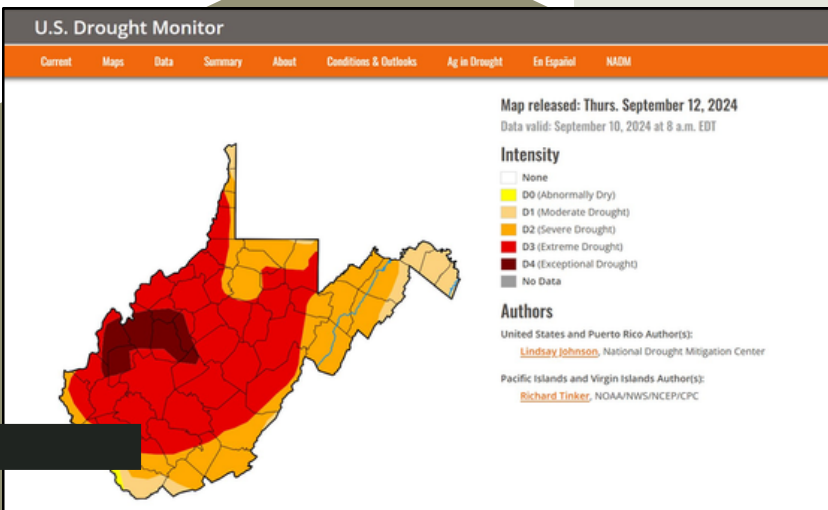 U.S. Drought Monitor
Current Maps Data Summary About Conditions & Outlooks Ag in Drought En Español NADM
Map released: Thurs. September 12, 2024
Data valid: September 10, 2024 at 8 a.m. EDT
Intensity
None
D0 (Abnormally Dry)
D1 (Moderate Drought)
D2 (Severe Drought)
D3 (Extreme Drought)
D4 (Exceptional Drought)
No Data
Authors
United States and Puerto Rico Author(s):
Lindsay Johnson, National Drought Mitigation Center
Pacific Islands and Virgin Islands Author(s):
Richard Tinker, NOAA/NWS/NCEP/CPC